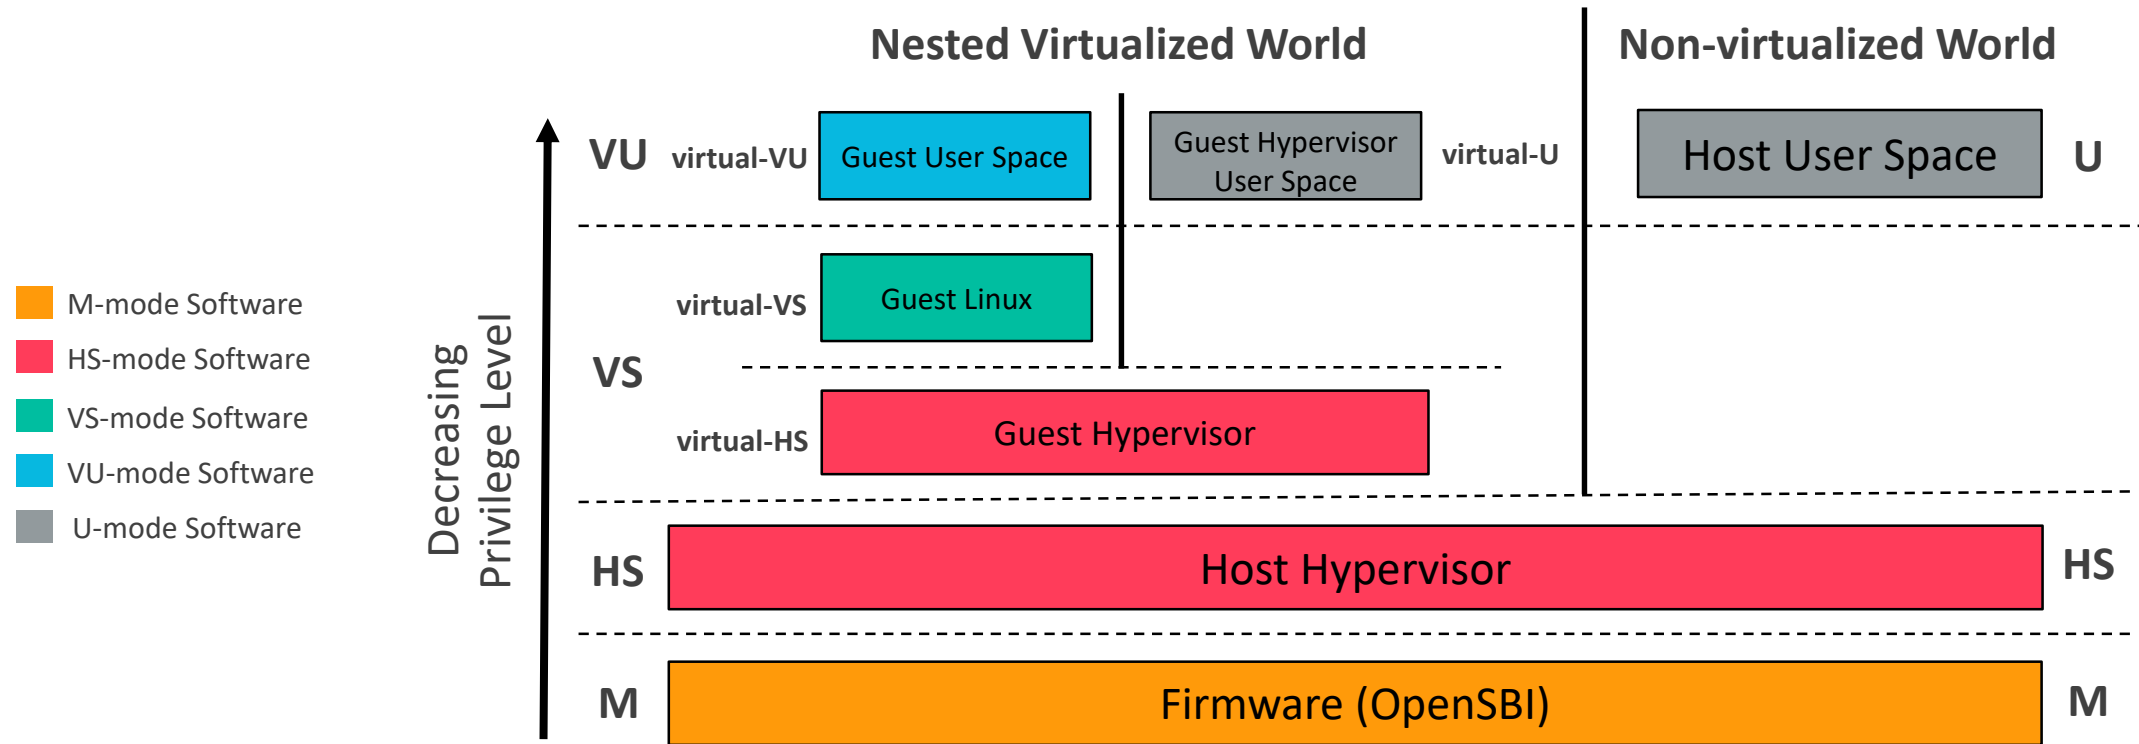 Nested Virtualized World
Non-virtualized World
VU
virtual-VU
Guest User Space
Guest Hypervisor
User Space
virtual-U
Host User Space
U
M-mode Software
HS-mode Software
VS-mode Software
VU-mode Software
U-mode Software
Decreasing
Privilege Level
VS
virtual-VS
Guest Linux
virtual-HS
Guest Hypervisor
HS
Host Hypervisor
HS
M
Firmware (OpenSBI)
M